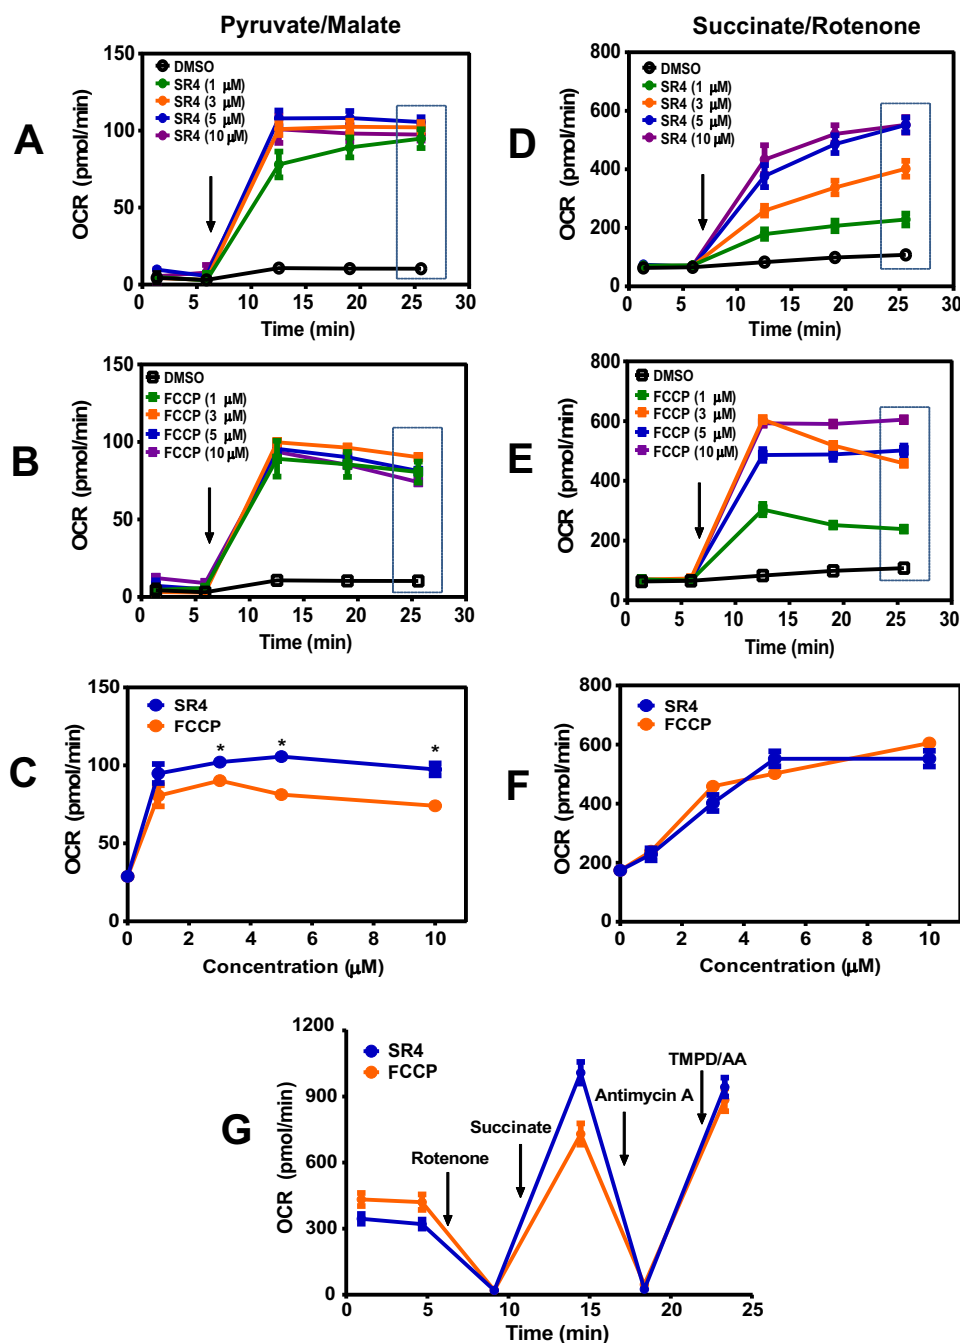 Pyruvate/Malate
Succinate/Rotenone
A
OCR (pmol/min)
150
100
50
0
DMSO
SR4 (1 μM)
SR4 (3 μM)
SR4 (5 μM)
SR4 (10 μM)
0 5 10 15 20 25 30
Time (min)
D
OCR (pmol/min)
800
600
400
200
0
DMSO
SR4 (1 μM)
SR4 (3 μM)
SR4 (5 μM)
SR4 (10 μM)
0 5 10 15 20 25 30
Time (min)
B
OCR (pmol/min)
150
100
50
0
DMSO
FCCP (1 μM)
FCCP (3 μM)
FCCP (5 μM)
FCCP (10 μM)
0 5 10 15 20 25 30
Time (min)
E
OCR (pmol/min)
800
600
400
200
0
DMSO
FCCP (1 μM)
FCCP (3 μM)
FCCP (5 μM)
FCCP (10 μM)
0 5 10 15 20 25 30
Time (min)
C
OCR (pmol/min)
150
100
50
0
SR4
FCCP
* * *
0 2 4 6 8 10
Concentration (μM)
F
OCR (pmol/min)
800
600
400
200
0
SR4
FCCP
0 2 4 6 8 10
Concentration (μM)
G
OCR (pmol/min)
1200
900
600
300
0
SR4
FCCP
Rotenone
Succinate
Antimycin A
TMPD/AA
0 5 10 15 20 25
Time (min)